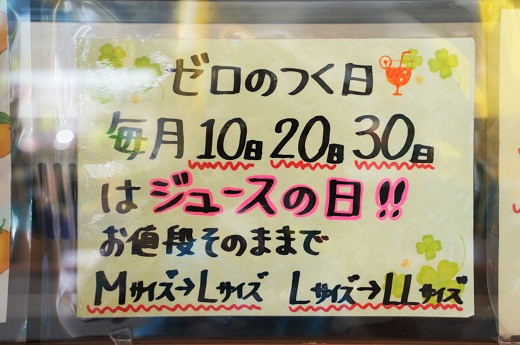 ゼロのつく日
毎月10日20日30日
はジュースの日!!
お値段そのままで
Mサイズ→Lサイズ Lサイズ→LLサイズ